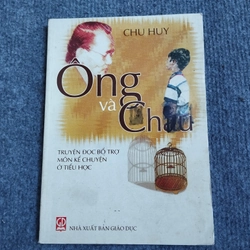 CHU HUY
Ông
và
Cháu
TRUYỆN ĐỌC BỔ TRỢ
MÔN KỂ CHUYỆN
Ở TIỂU HỌC
NHÀ XUẤT BẢN GIÁO DỤC